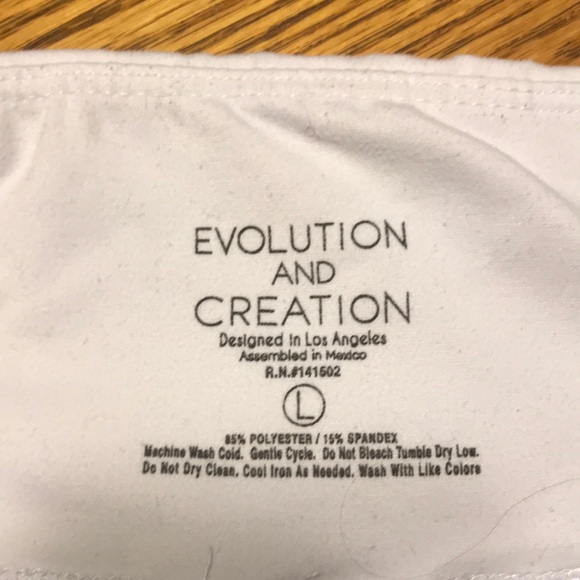 EVOLUTION
AND
CREATION
Designed in Los Angeles
Assembled in Mexico
R.N.#141502
L
85% POLYESTER / 15% SPANDEX
Machine Wash Cold. Gentle Cycle. Do Not Bleach Tumble Dry Low.
Do Not Dry Clean. Cool Iron As Needed. Wash With Like Colors